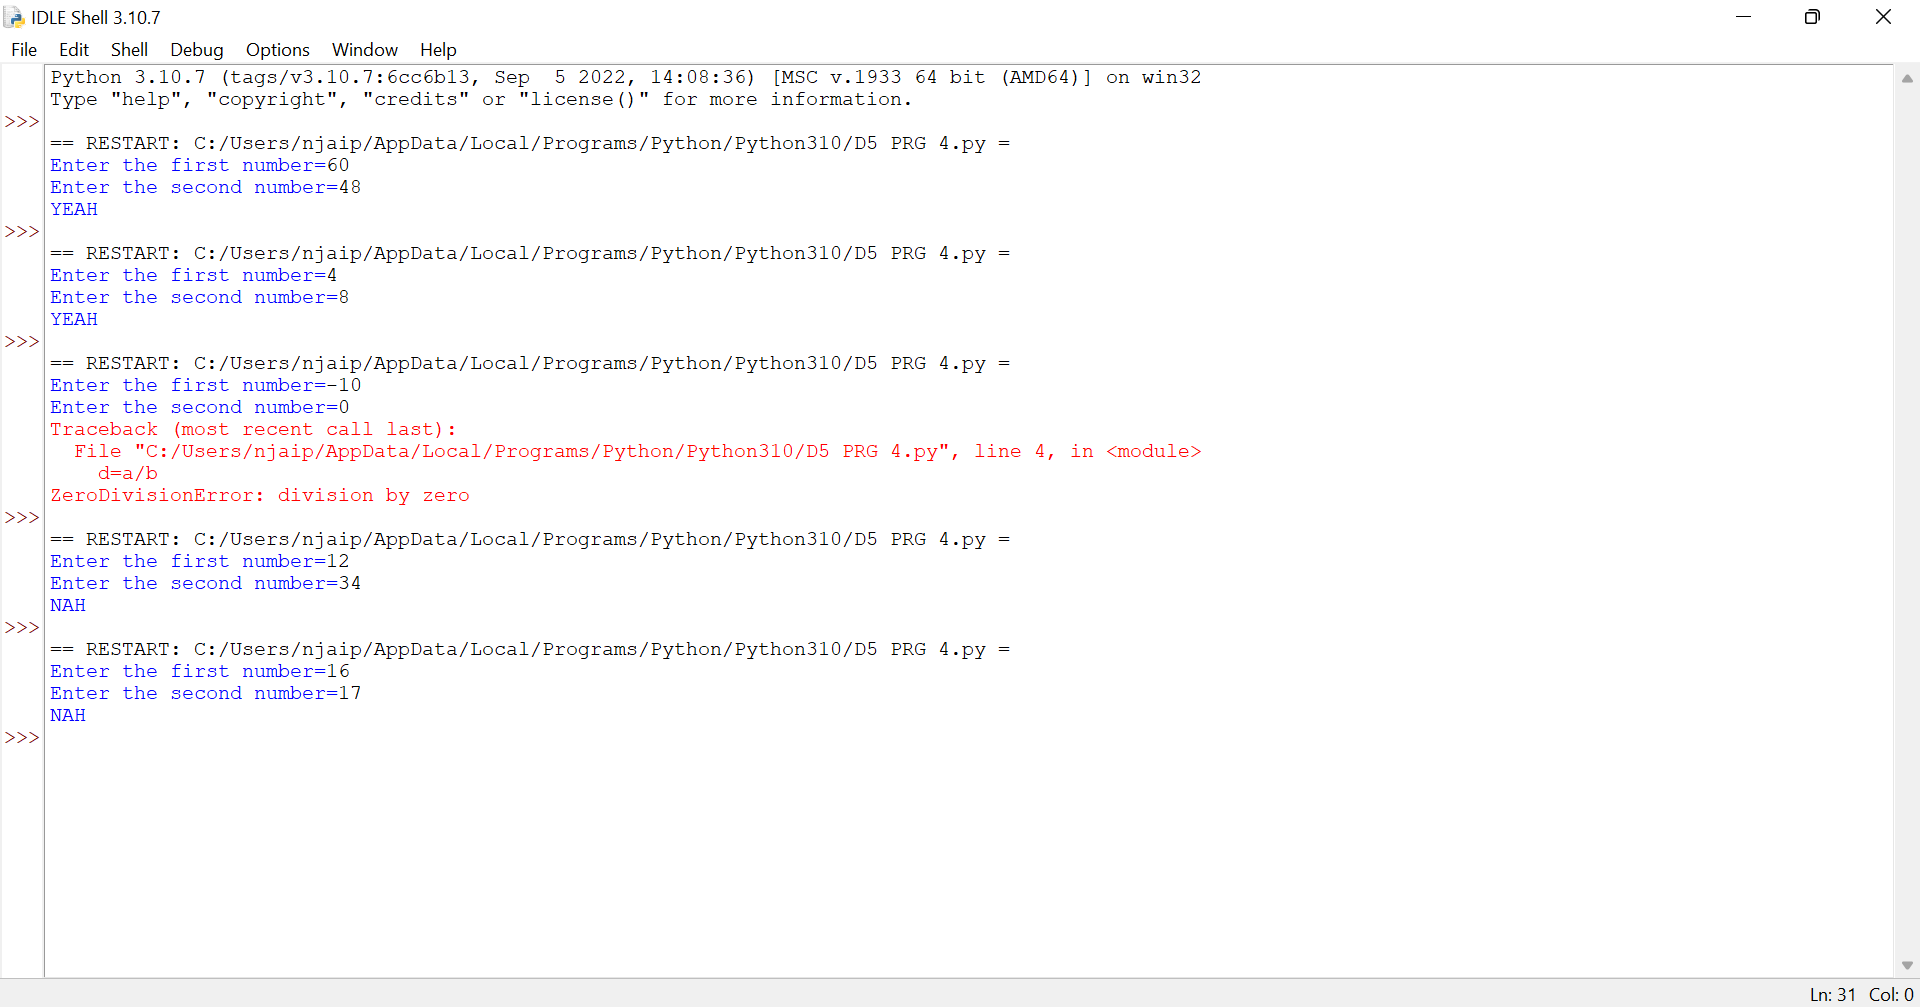 IDLE Shell 3.10.7
File Edit Shell Debug Options Window Help
Python 3.10.7 (tags/v3.10.7:6cc6b13, Sep  5 2022, 14:08:36) [MSC v.1933 64 bit (AMD64)] on win32
Type "help", "copyright", "credits" or "license()" for more information.
>>>
== RESTART: C:/Users/njaip/AppData/Local/Programs/Python/Python310/D5 PRG 4.py =
Enter the first number=60
Enter the second number=48
YEAH
>>>
== RESTART: C:/Users/njaip/AppData/Local/Programs/Python/Python310/D5 PRG 4.py =
Enter the first number=4
Enter the second number=8
YEAH
>>>
== RESTART: C:/Users/njaip/AppData/Local/Programs/Python/Python310/D5 PRG 4.py =
Enter the first number=-10
Enter the second number=0
Traceback (most recent call last):
  File "C:/Users/njaip/AppData/Local/Programs/Python/Python310/D5 PRG 4.py", line 4, in <module>
    d=a/b
ZeroDivisionError: division by zero
>>>
== RESTART: C:/Users/njaip/AppData/Local/Programs/Python/Python310/D5 PRG 4.py =
Enter the first number=12
Enter the second number=34
NAH
>>>
== RESTART: C:/Users/njaip/AppData/Local/Programs/Python/Python310/D5 PRG 4.py =
Enter the first number=16
Enter the second number=17
NAH
>>>
Ln: 31 Col: 0